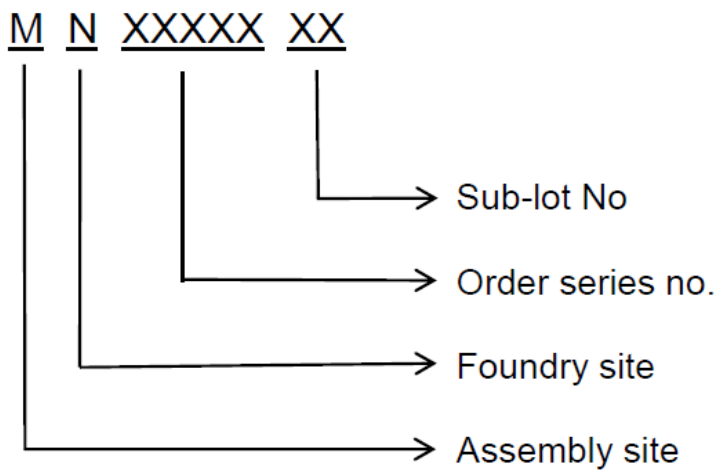 M N XXXXX XX
Sub-lot No
Order series no.
Foundry site
Assembly site